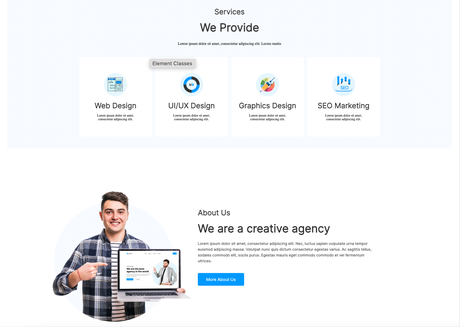 Services
We Provide
Lorem ipsum dolor sit amet, consectetur adipiscing elit. Lorem mattis
Element Classes
Web Design
Lorem ipsum dolor sit amet,
consectetur adipiscing elit.
UI/UX Design
Lorem ipsum dolor sit amet,
consectetur adipiscing elit.
Graphics Design
Lorem ipsum dolor sit amet,
consectetur adipiscing elit.
SEO
SEO Marketing
Lorem ipsum dolor sit amet,
consectetur adipiscing elit.
About Us
We are a creative agency
Lorem ipsum dolor sit amet, consectetur adipiscing elit. Nec, luctus sapien vulputate urna tempor
euismod massa dignissim. Volutpat nunc quis dictum consectetur egestas varius. Ac sagittis mauris
sodales commodo elit, sociis purus. Egestas mauris eget commodo commodo at vel fermentum
ultrices.
More About Us